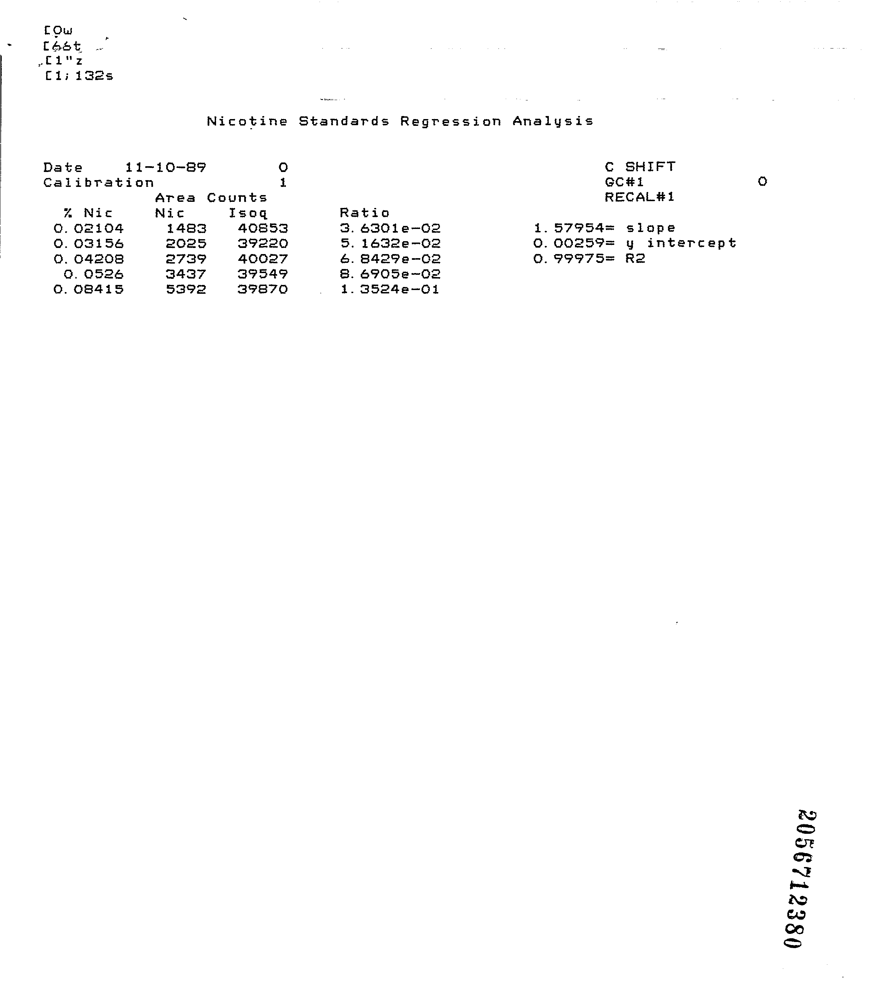 [0w
[66t
[1"z
[1;132s
Nicotine Standards Regression Analysis
Date 11-10-89 0 C SHIFT
Calibration 1 GC#1 0
Area Counts RECAL#1
% Nic Nic Isoq Ratio
0.02104 1483 40853 3.6301e-02 1.57954= slope
0.03156 2025 39220 5.1632e-02 0.00259= y intercept
0.04208 2739 40027 6.8429e-02 0.99975= R2
0.0526 3437 39549 8.6905e-02
0.08415 5392 39870 1.3524e-01
2056712380